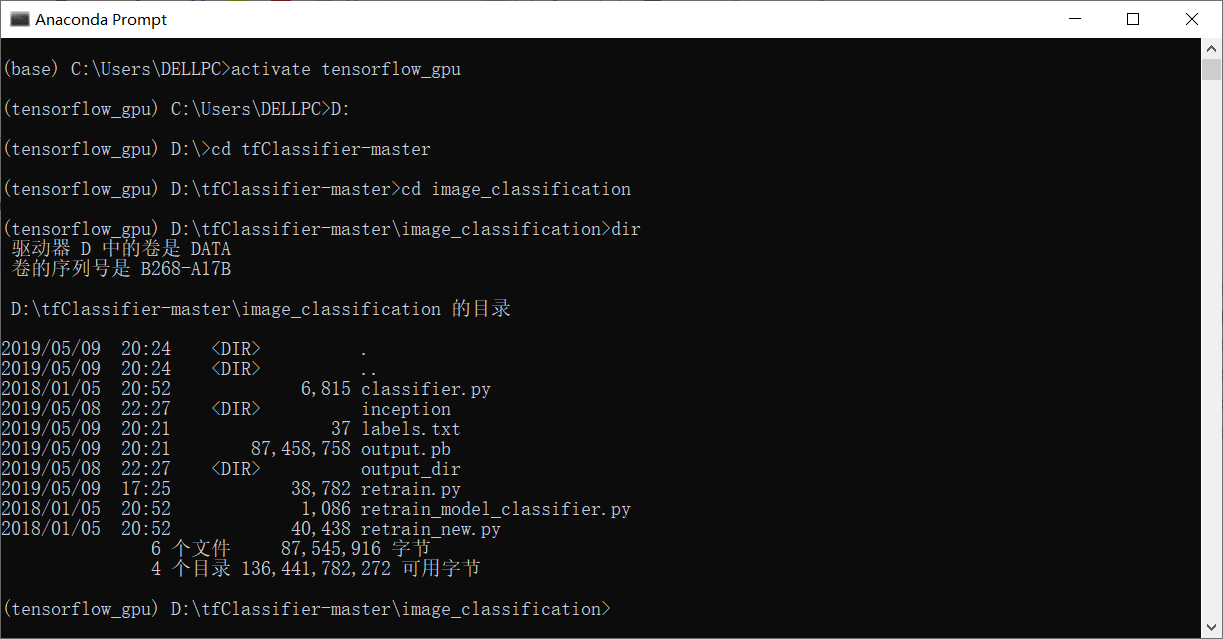 Anaconda Prompt
(base) C:\Users\DELLPC>activate tensorflow_gpu
(tensorflow_gpu) C:\Users\DELLPC>D:
(tensorflow_gpu) D:\>cd tfClassifier-master
(tensorflow_gpu) D:\tfClassifier-master>cd image_classification
(tensorflow_gpu) D:\tfClassifier-master\image_classification>dir
驱动器 D 中的卷是 DATA
卷的序列号是 B268-A17B
D:\tfClassifier-master\image_classification 的目录
2019/05/09  20:24    <DIR>          .
2019/05/09  20:24    <DIR>          ..
2018/01/05  20:52             6,815 classifier.py
2019/05/08  22:27    <DIR>          inception
2019/05/09  20:21                37 labels.txt
2019/05/09  20:21        87,458,758 output.pb
2019/05/08  22:27    <DIR>          output_dir
2019/05/09  17:25            38,782 retrain.py
2018/01/05  20:52             1,086 retrain_model_classifier.py
2018/01/05  20:52            40,438 retrain_new.py
6 个文件     87,545,916 字节
4 个目录 136,441,782,272 可用字节
(tensorflow_gpu) D:\tfClassifier-master\image_classification>